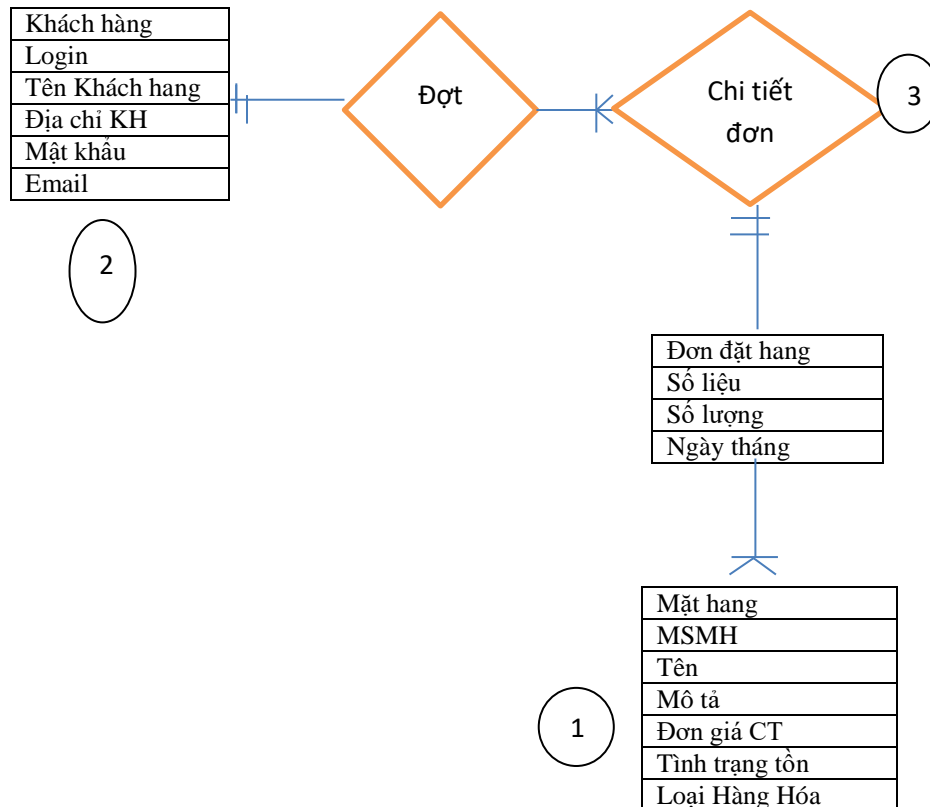 Khách hàng
Login
Tên Khách hang
Địa chỉ KH
Mật khẩu
Email
2
Đợt
Chi tiết
đơn
3
Đơn đặt hang
Số liệu
Số lượng
Ngày tháng
1
Mặt hang
MSMH
Tên
Mô tả
Đơn giá CT
Tình trạng tồn
Loại Hàng Hóa